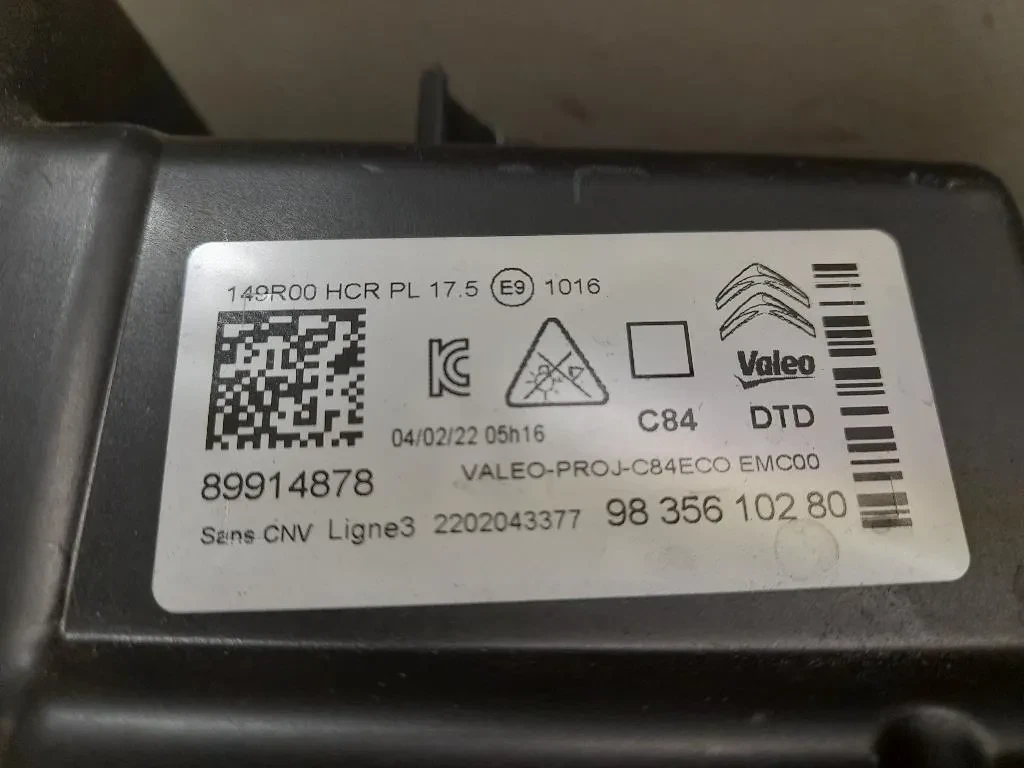 149R00 HCR PL 17.5 E9 1016
KC
Valeo
C84 DTD
04/02/22 05h16
VALEO-PROJ-C84ECO EMC00
89914878
98 356 102 80
Sans CNV Ligne3 2202043377